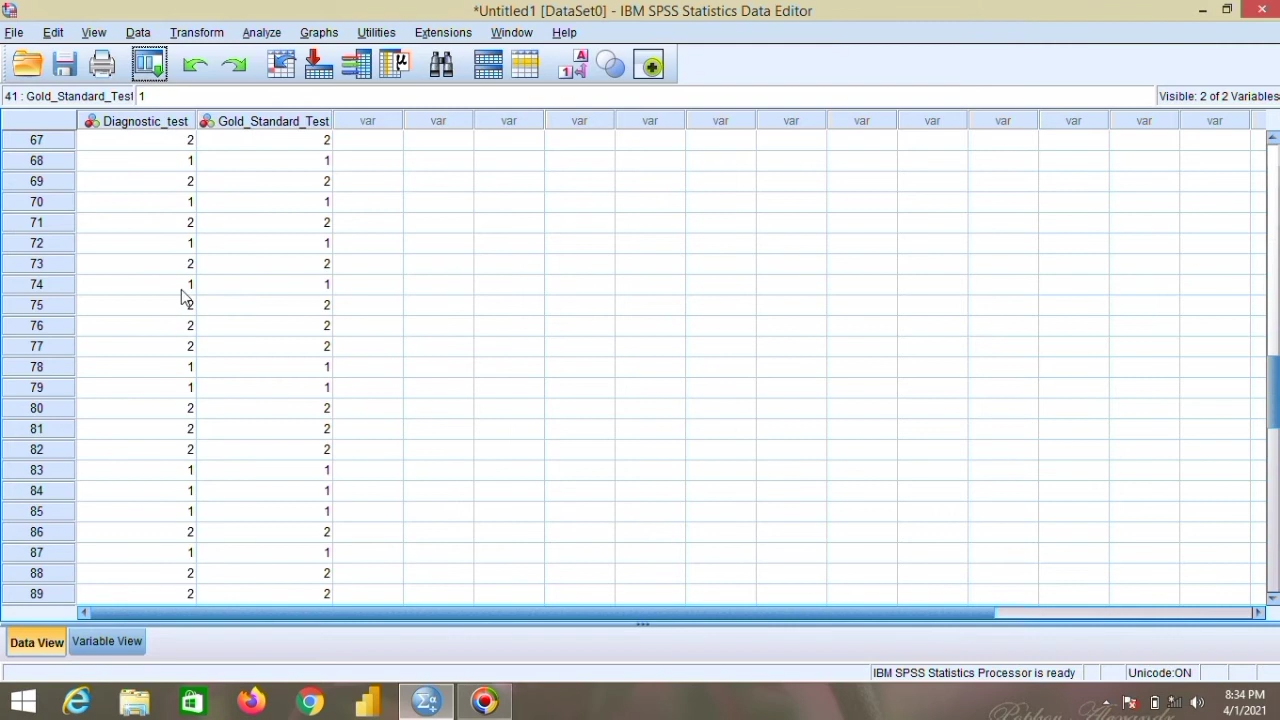 *Untitled1 [DataSet0] - IBM SPSS Statistics Data Editor
File Edit View Data Transform Analyze Graphs Utilities Extensions Window Help
41 : Gold_Standard_Test 1 Visible: 2 of 2 Variables
Diagnostic_test Gold_Standard_Test var var var var var var var var var var var var var
67 2 2
68 1 1
69 2 2
70 1 1
71 2 2
72 1 1
73 2 2
74 1 1
75 2 2
76 2 2
77 2 2
78 1 1
79 1 1
80 2 2
81 2 2
82 2 2
83 1 1
84 1 1
85 1 1
86 2 2
87 1 1
88 2 2
89 2 2
Data View Variable View
IBM SPSS Statistics Processor is ready Unicode:ON
8:34 PM
4/1/2021